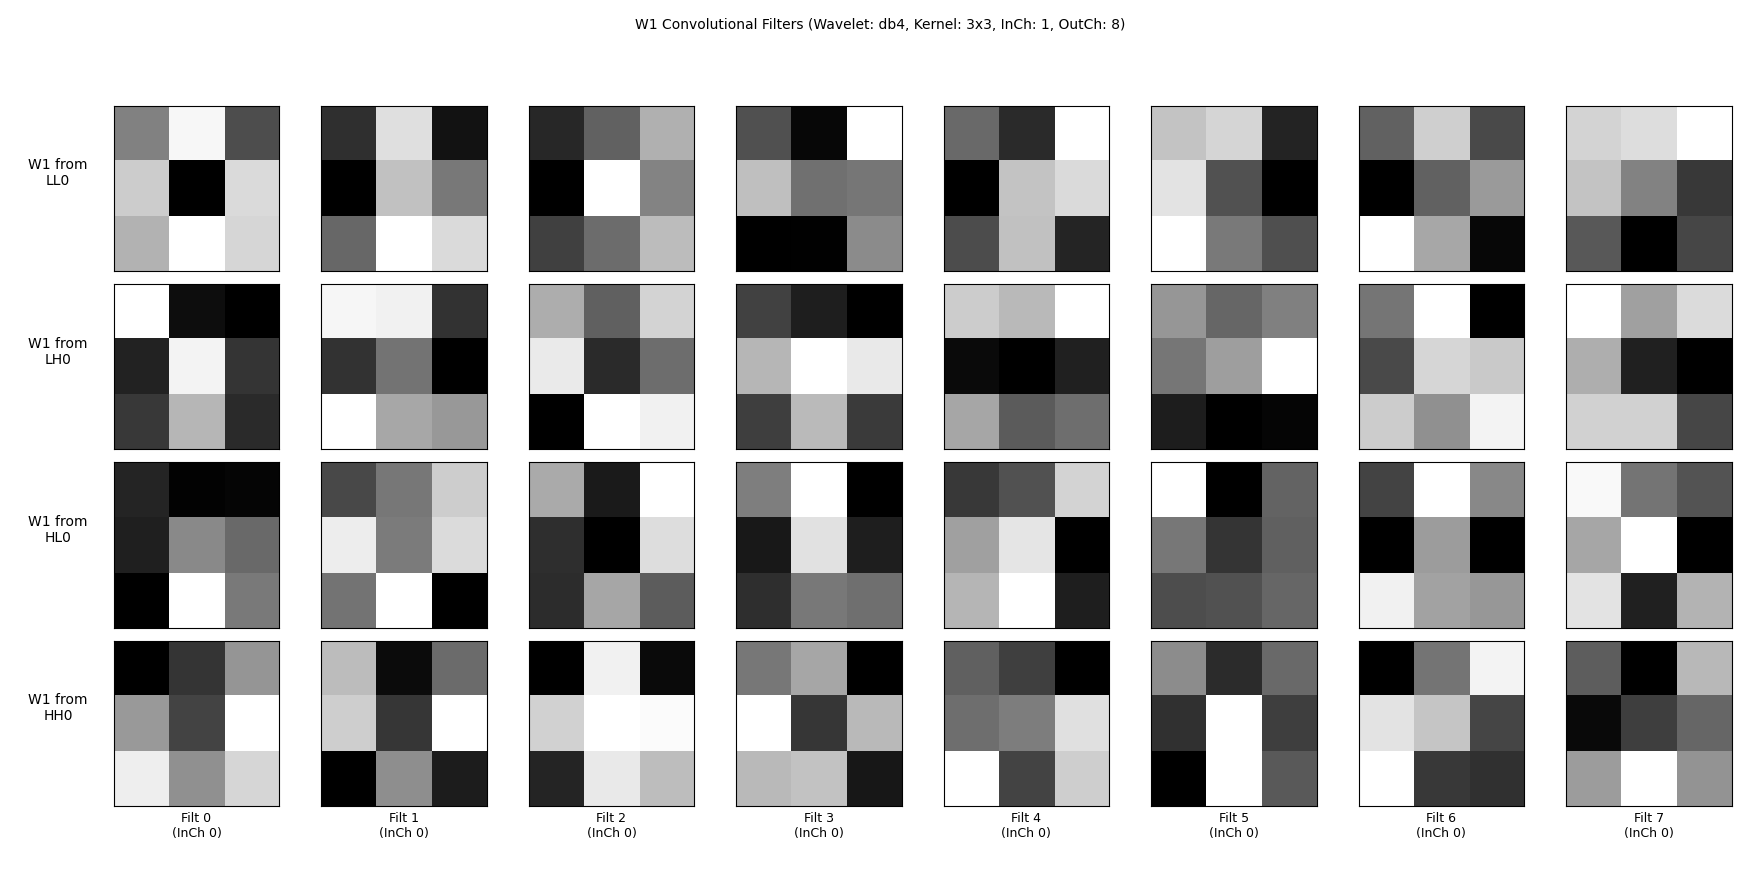 W1 Convolutional Filters (Wavelet: db4, Kernel: 3x3, InCh: 1, OutCh: 8)
W1 from
LL0
W1 from
LH0
W1 from
HL0
W1 from
HH0
Filt 0
(InCh 0)
Filt 1
(InCh 0)
Filt 2
(InCh 0)
Filt 3
(InCh 0)
Filt 4
(InCh 0)
Filt 5
(InCh 0)
Filt 6
(InCh 0)
Filt 7
(InCh 0)